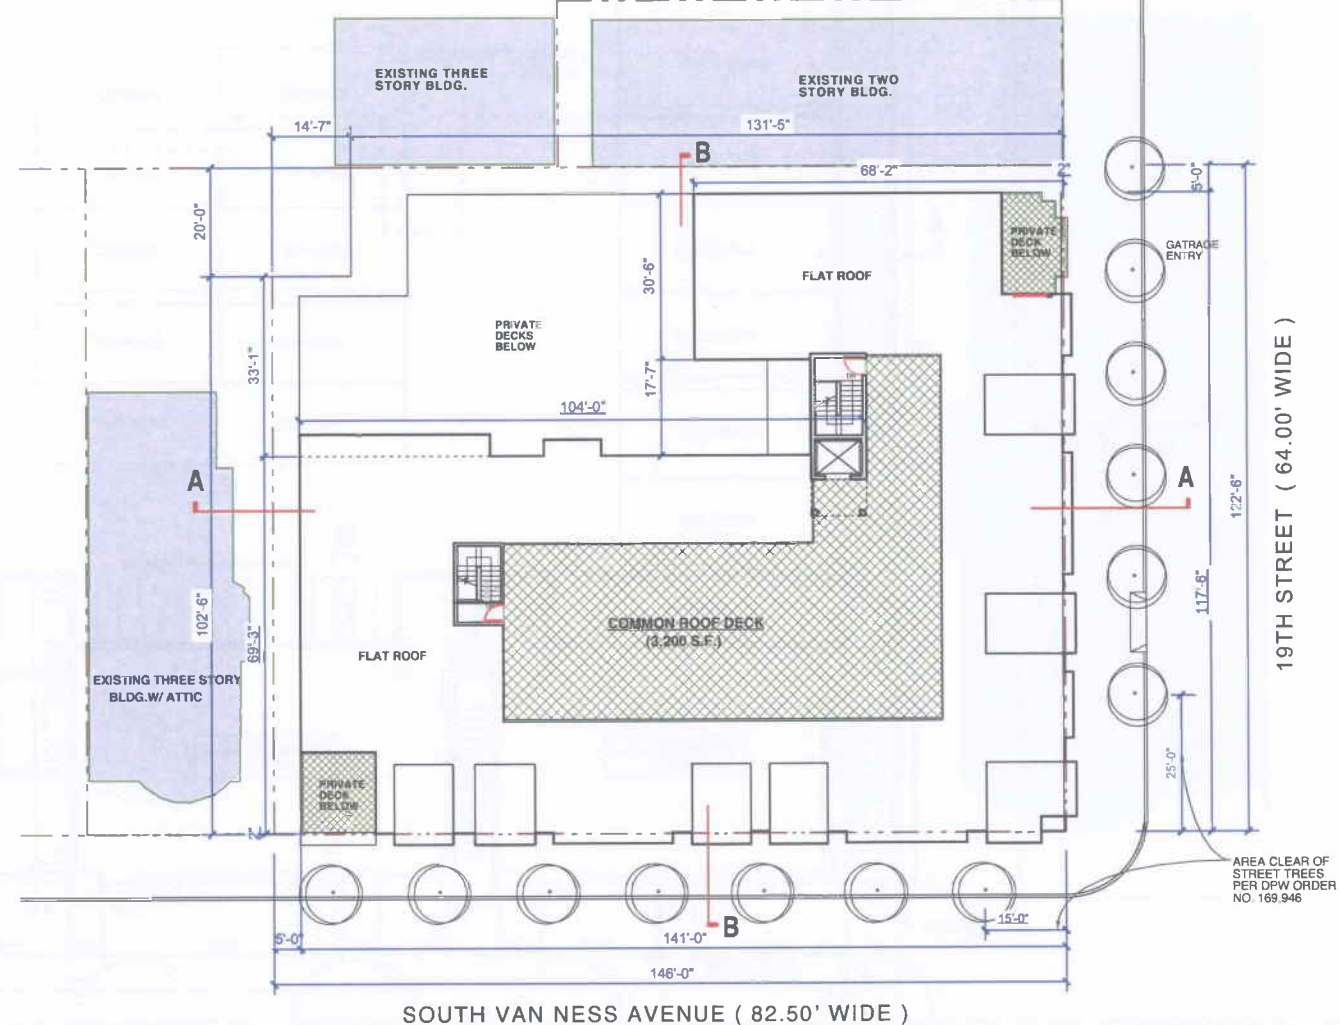 EXISTING THREE
STORY BLDG.
EXISTING TWO
STORY BLDG.
14'-7"
131'-5"
B
68'-2"
2"
5'-0"
20'-0"
PRIVATE
DECK
BELOW
GATRAGE
ENTRY
30'-6"
FLAT ROOF
PRIVATE
DECKS
BELOW
33'-1"
17'-7"
104'-0"
A
A
122'-6"
19TH STREET ( 64.00' WIDE )
102'-6"
69'-3"
117'-6"
COMMON ROOF DECK
(3,200 S.F.)
FLAT ROOF
EXISTING THREE STORY
BLDG.W/ ATTIC
25'-0"
PRIVATE
DECK
BELOW
2"
AREA CLEAR OF
STREET TREES
PER DPW ORDER
NO. 169,946
15'-0"
B
5'-0"
141'-0"
146'-0"
SOUTH VAN NESS AVENUE ( 82.50' WIDE )